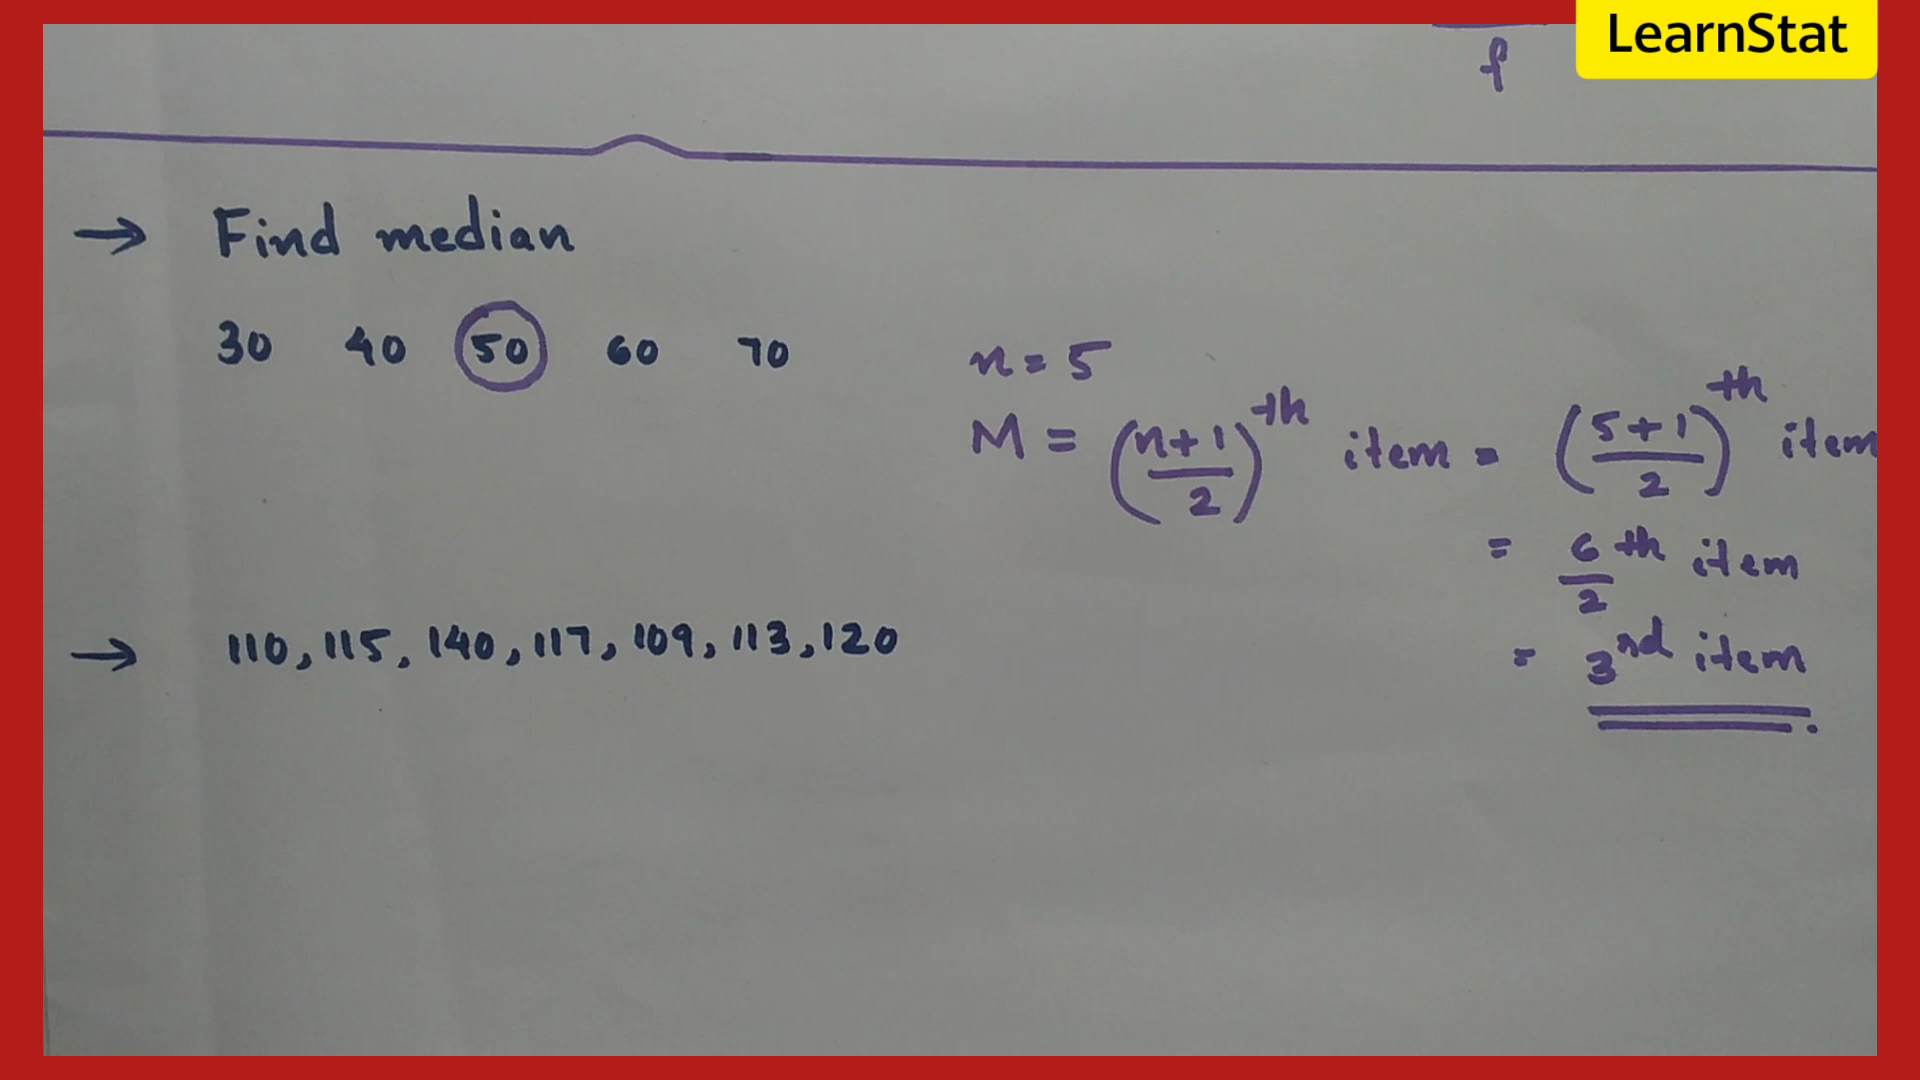 LearnStat
f
→ Find median
30 40 50 60 70
n = 5
M = (n+1/2)th item = (5+1/2)th item
= 6/2 th item
= 3rd item
→ 110, 115, 140, 117, 109, 113, 120